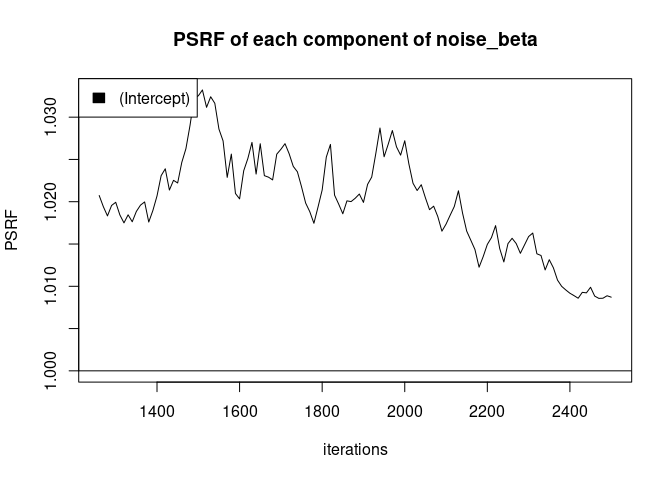 PSRF of each component of noise_beta
(Intercept)
PSRF
1.030
1.020
1.010
1.000
1400 1600 1800 2000 2200 2400
iterations